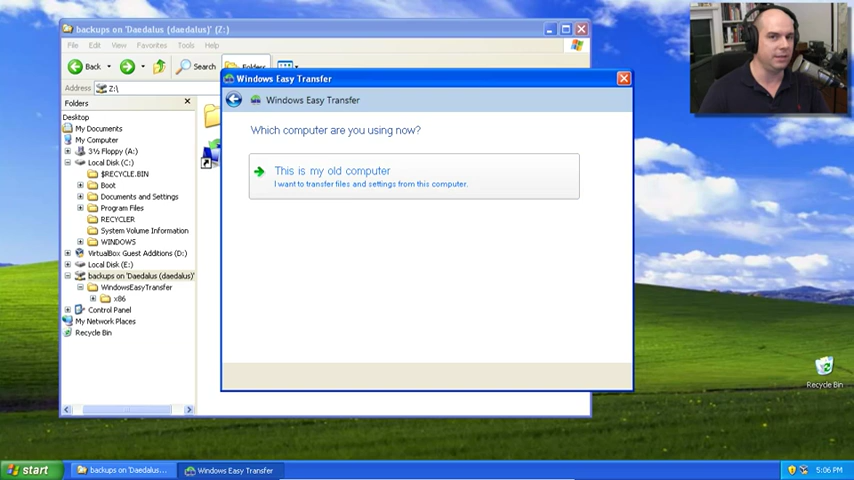 backups on 'Daedalus (daedalus)' (Z:)
File Edit View Favorites Tools Help
Back Search Folders
Address Z:\
Folders
Desktop
My Documents
My Computer
3½ Floppy (A:)
Local Disk (C:)
$RECYCLE.BIN
Boot
Documents and Settings
Program Files
RECYCLER
System Volume Information
WINDOWS
VirtualBox Guest Additions (D:)
Local Disk (E:)
backups on 'Daedalus (daedalus)'
WindowsEasyTransfer
x86
Control Panel
My Network Places
Recycle Bin
Windows Easy Transfer
Windows Easy Transfer
Which computer are you using now?
This is my old computer
I want to transfer files and settings from this computer.
Recycle Bin
start backups on 'Daedalus... Windows Easy Transfer 5:06 PM